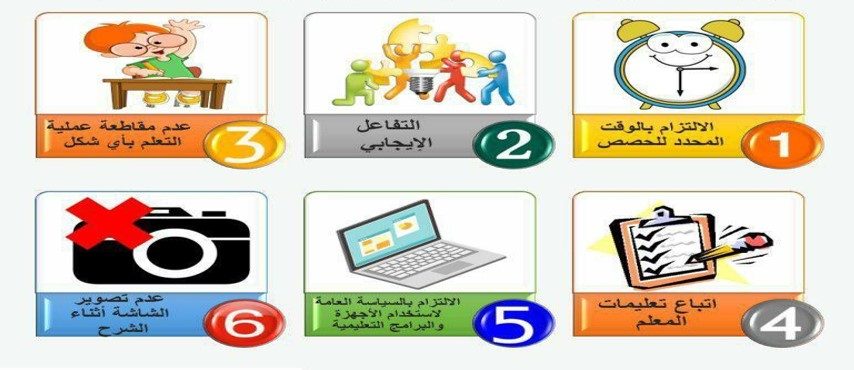 الالتزام بالوقت
المحدد للحصص
1
التفاعل
الإيجابي
2
عدم مقاطعة عملية
التعلم بأي شكل
3
اتباع تعليمات
المعلم
4
الالتزام بالسياسة العامة
لاستخدام الأجهزة
والبرامج التعليمية
5
عدم تصوير
الشاشة أثناء
الشرح
6